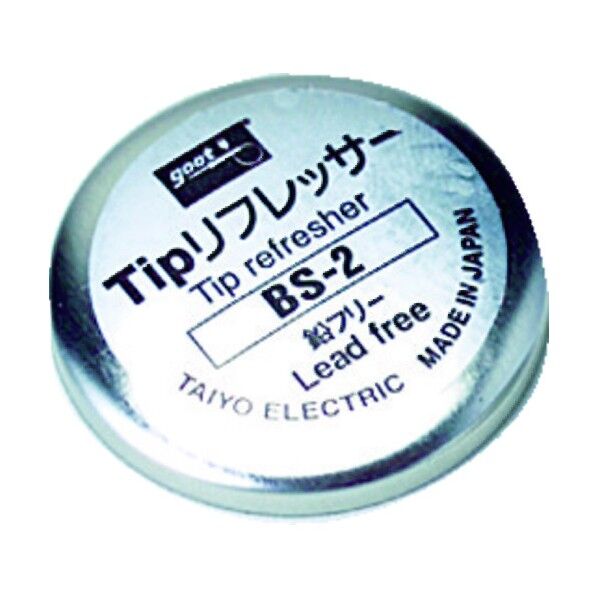 goot
Tipリフレッサー
Tip refresher
BS-2
鉛フリー
Lead free
TAIYO ELECTRIC MADE IN JAPAN